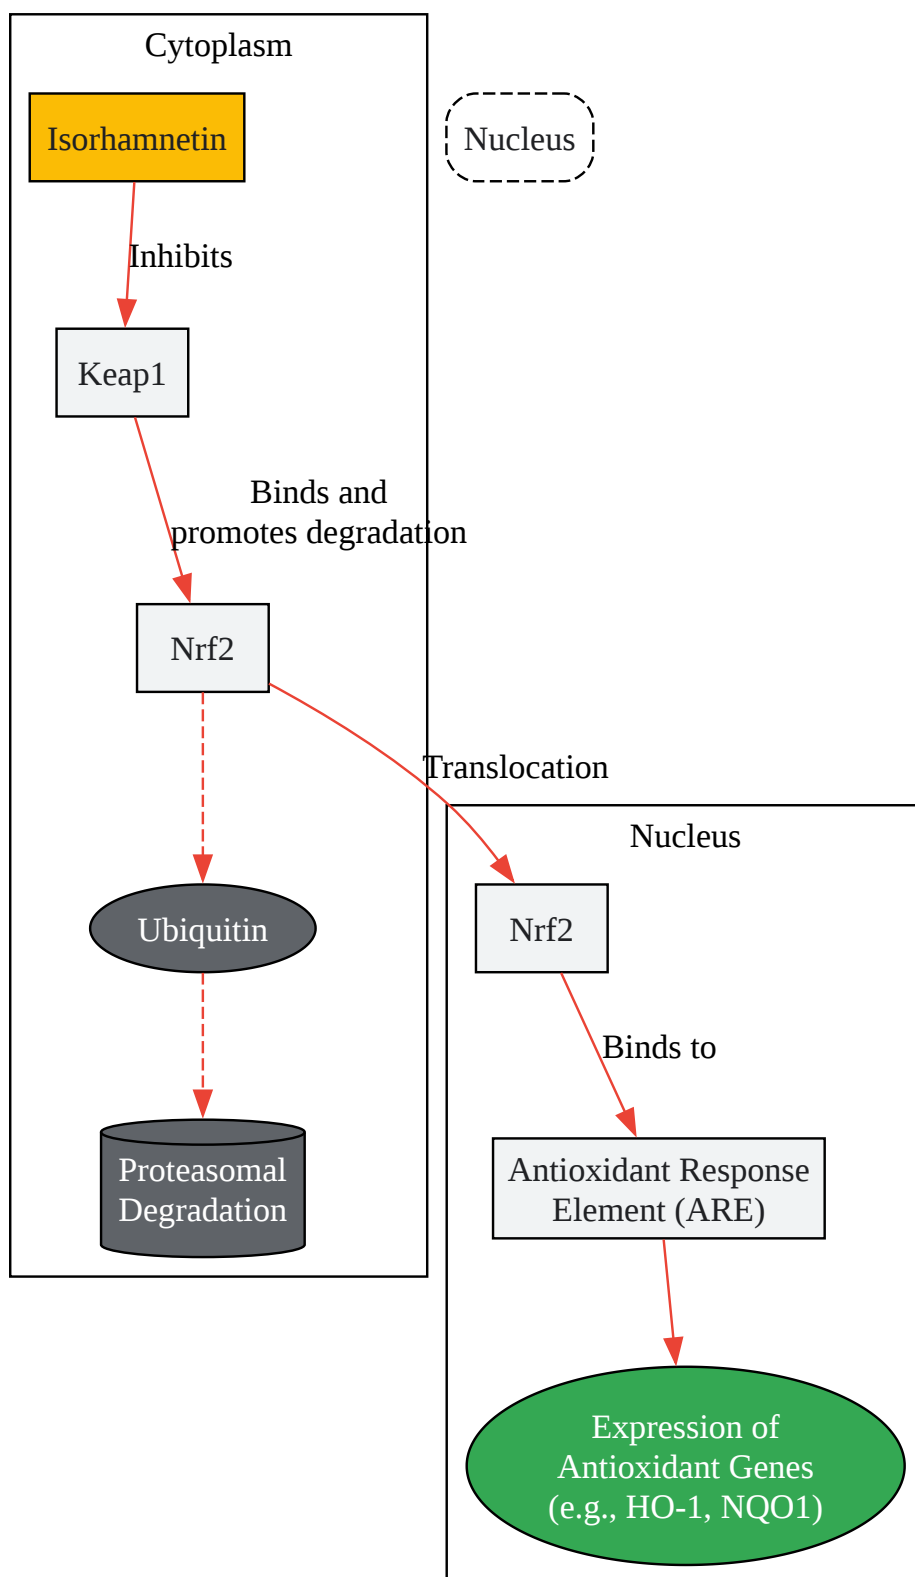 Cytoplasm
Isorhamnetin
Nucleus
Inhibits
Keap1
Binds and
promotes degradation
Nrf2
Translocation
Nucleus
Ubiquitin
Nrf2
Binds to
Proteasomal
Degradation
Antioxidant Response
Element (ARE)
Expression of
Antioxidant Genes
(e.g., HO-1, NQO1)